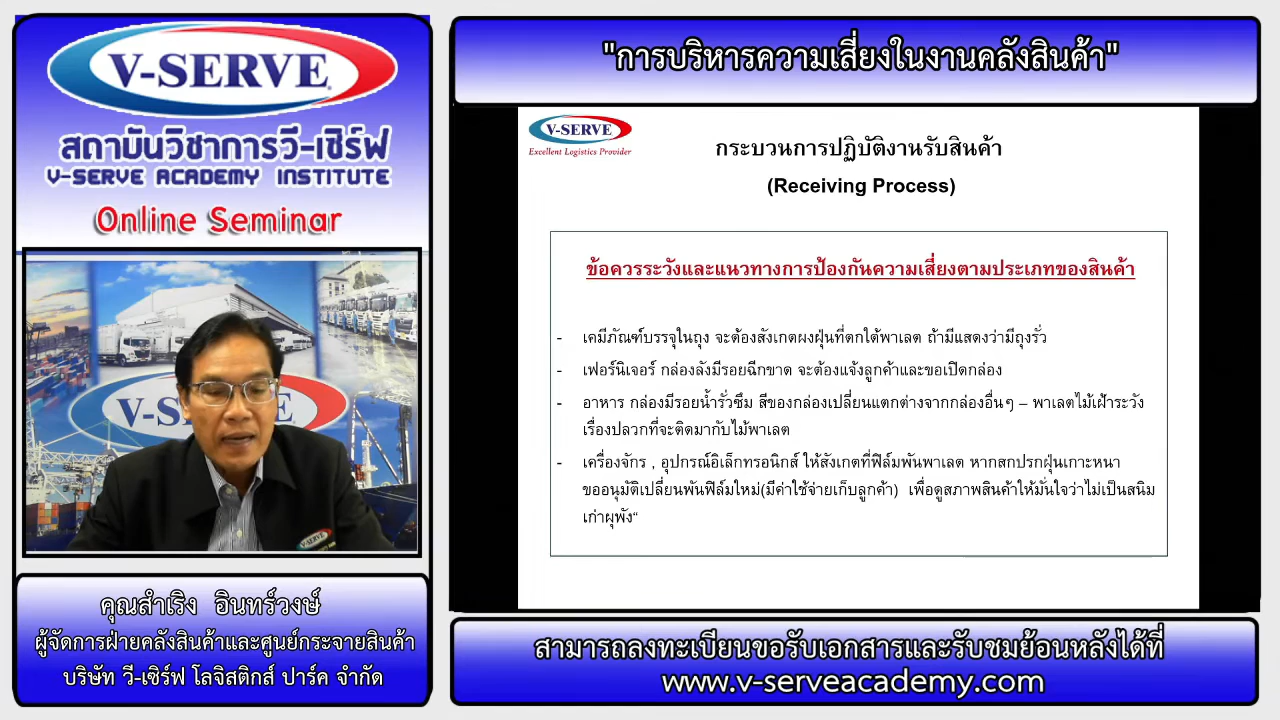 V-SERVE
สถาบันวิชาการวี-เซิร์ฟ
V-SERVE ACADEMY INSTITUTE
Online Seminar
V-SERVE
คุณสำเริง อินทร์วงษ์
ผู้จัดการฝ่ายคลังสินค้าและศูนย์กระจายสินค้า
บริษัท วี-เซิร์ฟ โลจิสติกส์ ปาร์ค จำกัด
"การบริหารความเสี่ยงในงานคลังสินค้า"
V-SERVE
Excellent Logistics Provider
กระบวนการปฏิบัติงานรับสินค้า
(Receiving Process)
ข้อควรระวังและแนวทางการป้องกันความเสี่ยงตามประเภทของสินค้า
- เคมีภัณฑ์บรรจุในถุง จะต้องสังเกตผงฝุ่นที่ตกใต้พาเลต ถ้ามีแสดงว่ามีถุงรั่ว
- เฟอร์นิเจอร์ กล่องลังมีรอยฉีกขาด จะต้องแจ้งลูกค้าและขอเปิดกล่อง
- อาหาร กล่องมีรอยน้ำรั่วซึม สีของกล่องเปลี่ยนแตกต่างจากกล่องอื่นๆ – พาเลตไม้เฝ้าระวัง
เรื่องปลวกที่จะติดมากับไม้พาเลต
- เครื่องจักร , อุปกรณ์อิเล็กทรอนิกส์ ให้สังเกตที่ฟิล์มพันพาเลต หากสกปรกฝุ่นเกาะหนา
ขออนุมัติเปลี่ยนพันฟิล์มใหม่(มีค่าใช้จ่ายเก็บลูกค้า) เพื่อดูสภาพสินค้าให้มั่นใจว่าไม่เป็นสนิม
เก่าผุพัง“
สามารถลงทะเบียนขอรับเอกสารและรับชมย้อนหลังได้ที่
www.v-serveacademy.com